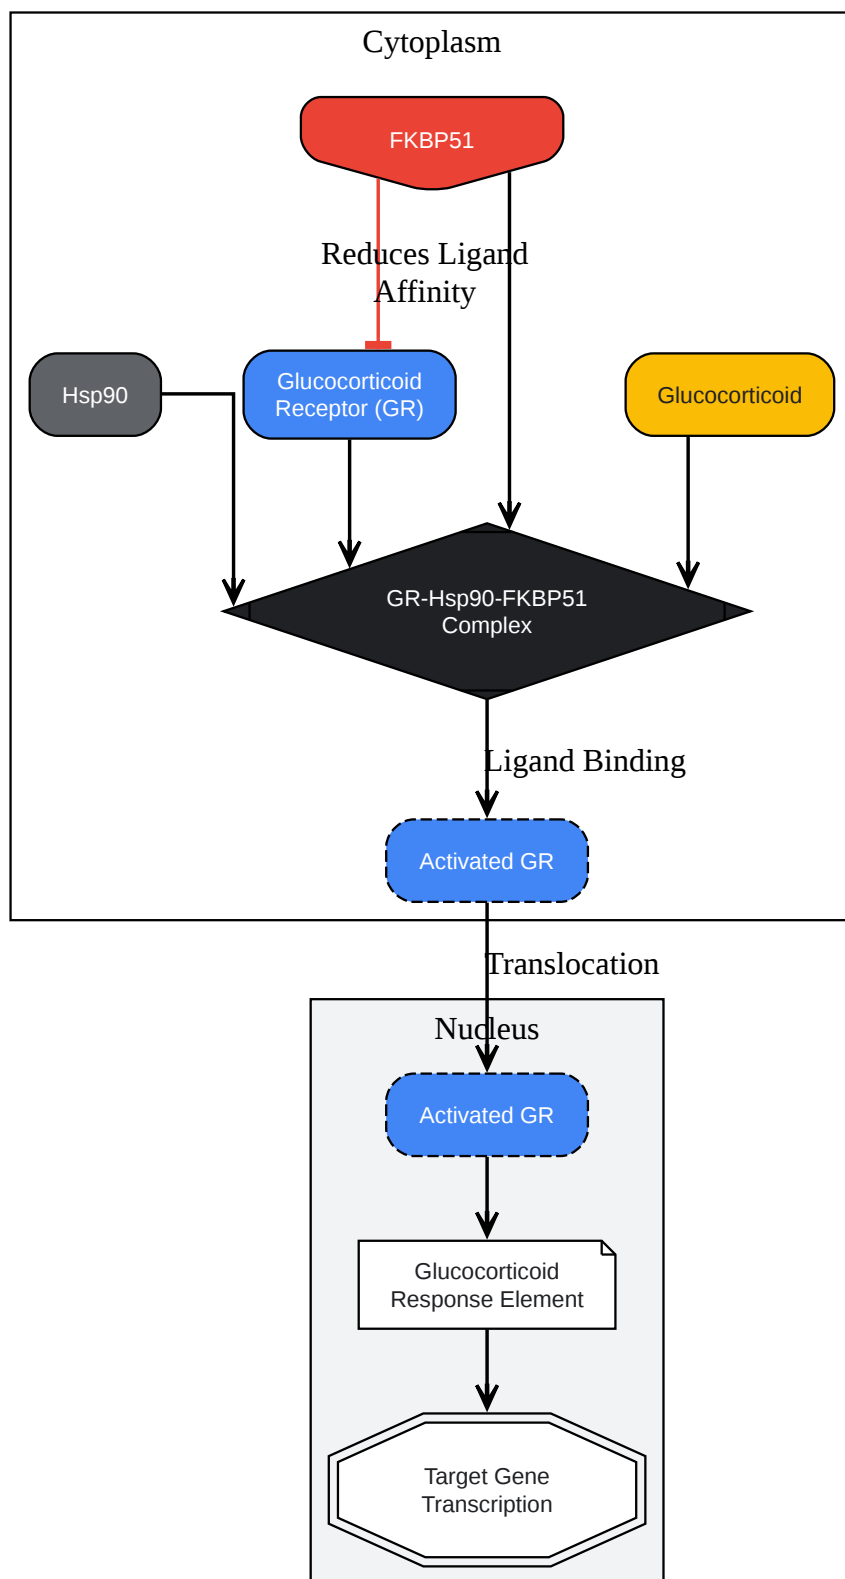 Cytoplasm
FKBP51
Reduces Ligand
Affinity
Hsp90
Glucocorticoid
Receptor (GR)
Glucocorticoid
GR-Hsp90-FKBP51
Complex
Ligand Binding
Activated GR
Translocation
Nucleus
Activated GR
Glucocorticoid
Response Element
Target Gene
Transcription